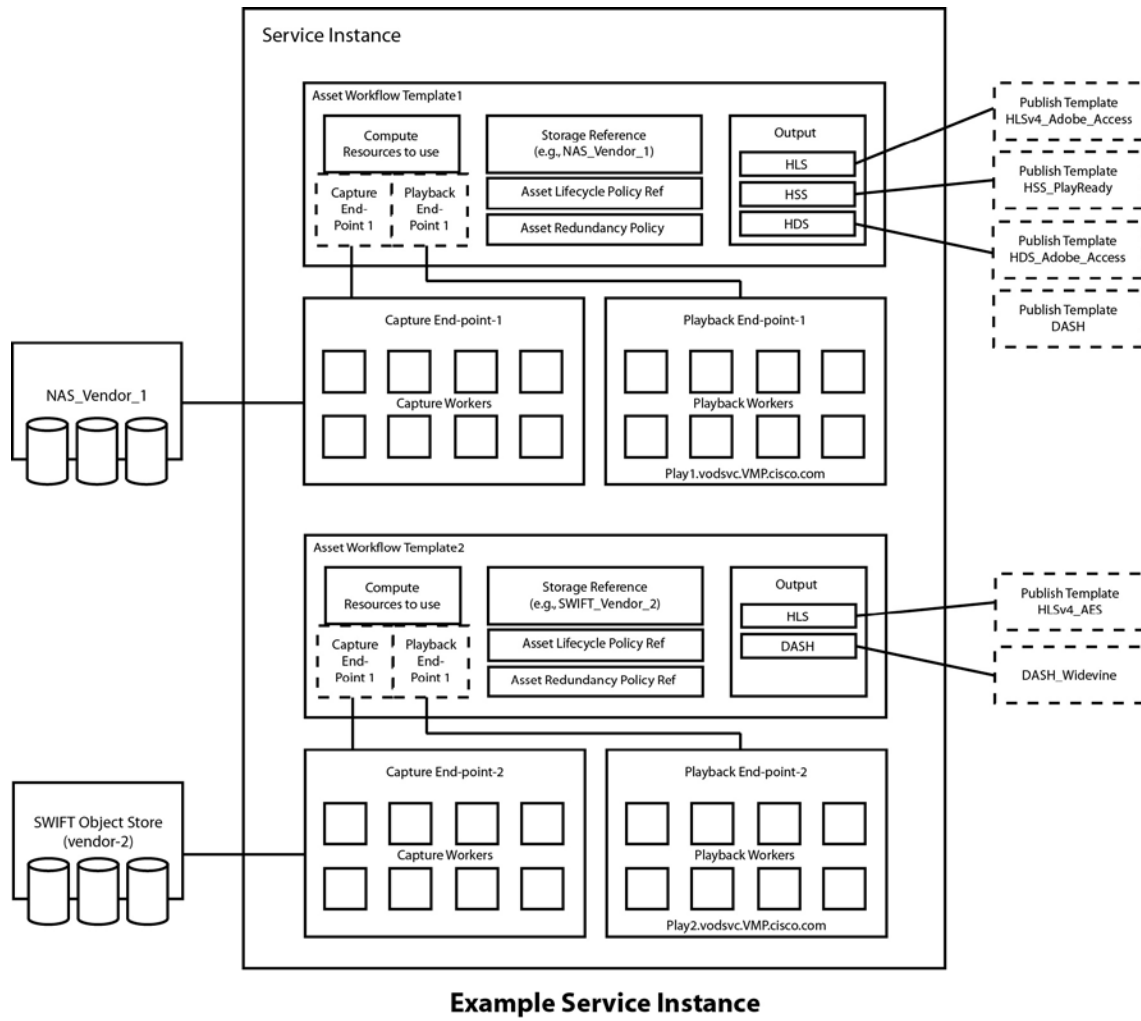 Service Instance
Asset Workflow Template1
Compute
Resources to use
Capture
End-
Point 1
Playback
End-
Point 1
Storage Reference
(e.g., NAS_Vendor_1)
Asset Lifecycle Policy Ref
Asset Redundancy Policy
Output
HLS
HSS
HDS
Publish Template
HLSv4_Adobe_Access
Publish Template
HSS_PlayReady
Publish Template
HDS_Adobe_Access
Publish Template
DASH
NAS_Vendor_1
Capture End-point-1
Capture Workers
Playback End-point-1
Playback Workers
Play1.vodsvc.VMP.cisco.com
Asset Workflow Template2
Compute
Resources to use
Capture
End-
Point 1
Playback
End-
Point 1
Storage Reference
(e.g., SWIFT_Vendor_2)
Asset Lifecycle Policy Ref
Asset Redundancy Policy Ref
Output
HLS
DASH
Publish Template
HLSv4_AES
DASH_Widevine
SWIFT Object Store
(vendor-2)
Capture End-point-2
Capture Workers
Playback End-point-2
Playback Workers
Play2.vodsvc.VMP.cisco.com
Example Service Instance